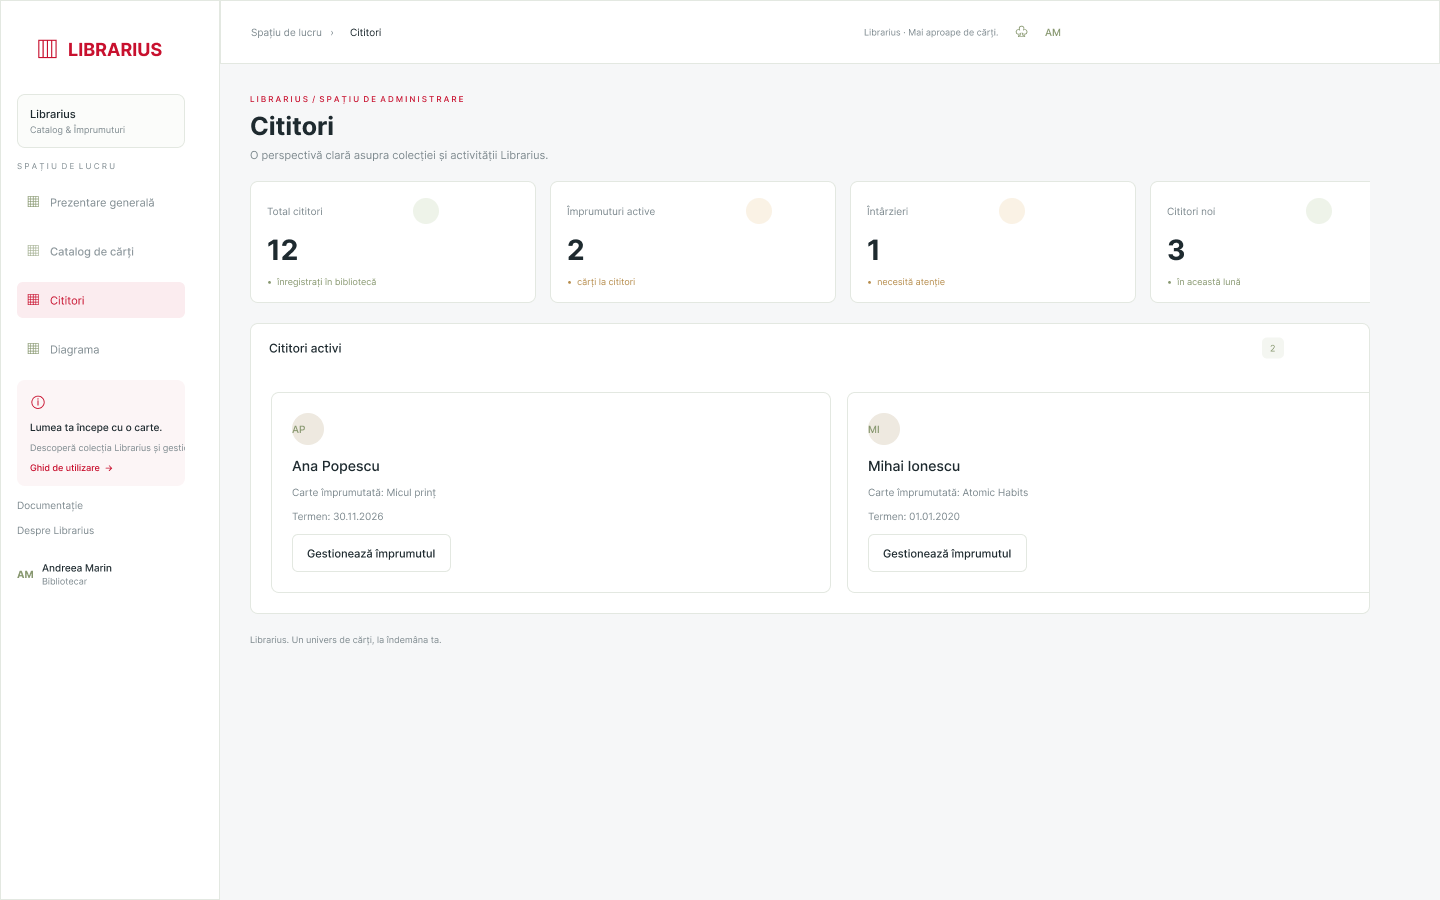 LIBRARIUS
Librarius
Catalog & Împrumuturi
SPAȚIU DE LUCRU
Prezentare generală
Catalog de cărți
Cititori
Diagrama
Lumea ta începe cu o carte.
Descoperă colecția Librarius și gesti
Ghid de utilizare →
Documentație
Despre Librarius
AM
Andreea Marin
Bibliotecar
Spațiu de lucru › Cititori
Librarius · Mai aproape de cărți.
AM
LIBRARIUS / SPAȚIU DE ADMINISTRARE
Cititori
O perspectivă clară asupra colecției și activității Librarius.
Total cititori
12
• înregistrați în bibliotecă
Împrumuturi active
2
• cărți la cititori
Întârzieri
1
• necesită atenție
Cititori noi
3
• în această lună
Cititori activi
2
AP
Ana Popescu
Carte împrumutată: Micul prinț
Termen: 30.11.2026
Gestionează împrumutul
MI
Mihai Ionescu
Carte împrumutată: Atomic Habits
Termen: 01.01.2020
Gestionează împrumutul
Librarius. Un univers de cărți, la îndemâna ta.